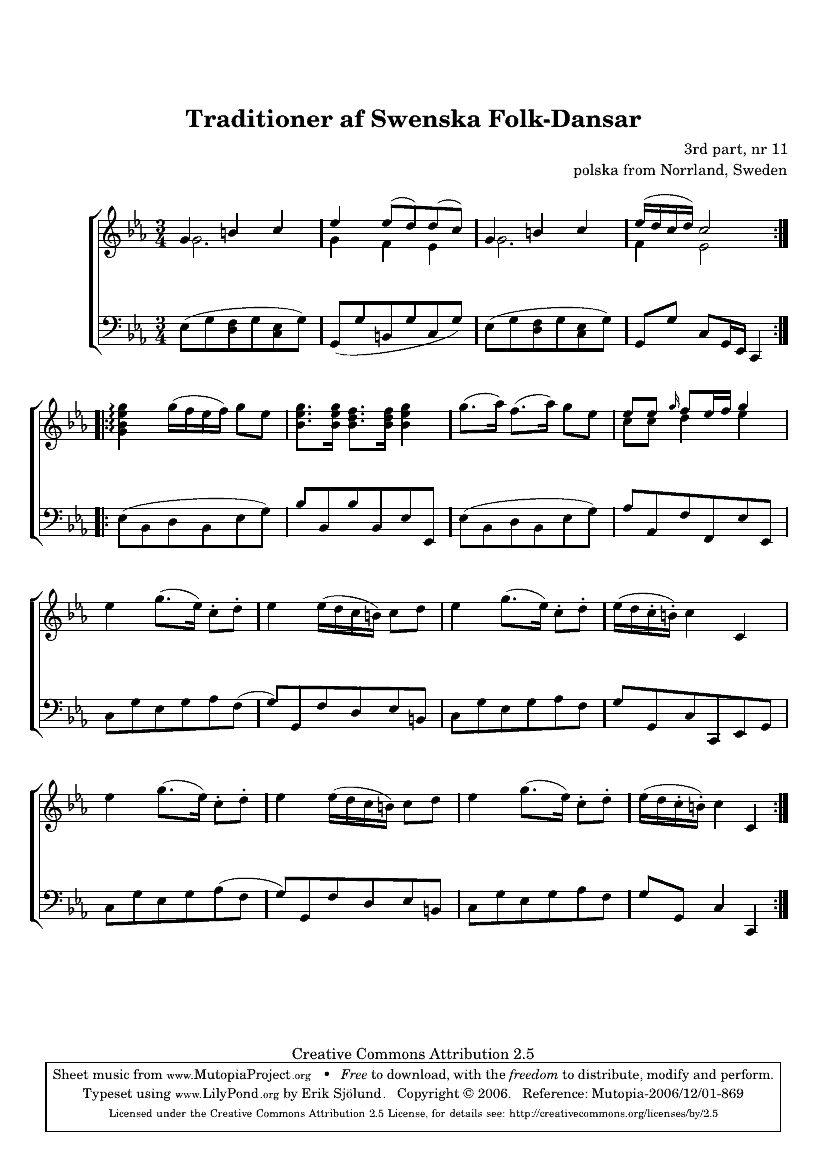 Traditioner af Swenska Folk-Dansar
3rd part, nr 11
polska from Norrland, Sweden
Creative Commons Attribution 2.5
Sheet music from www.MutopiaProject.org • Free to download, with the freedom to distribute, modify and perform.
Typeset using www.LilyPond.org by Erik Sjölund. Copyright © 2006. Reference: Mutopia-2006/12/01-869
Licensed under the Creative Commons Attribution 2.5 License, for details see: http://creativecommons.org/licenses/by/2.5